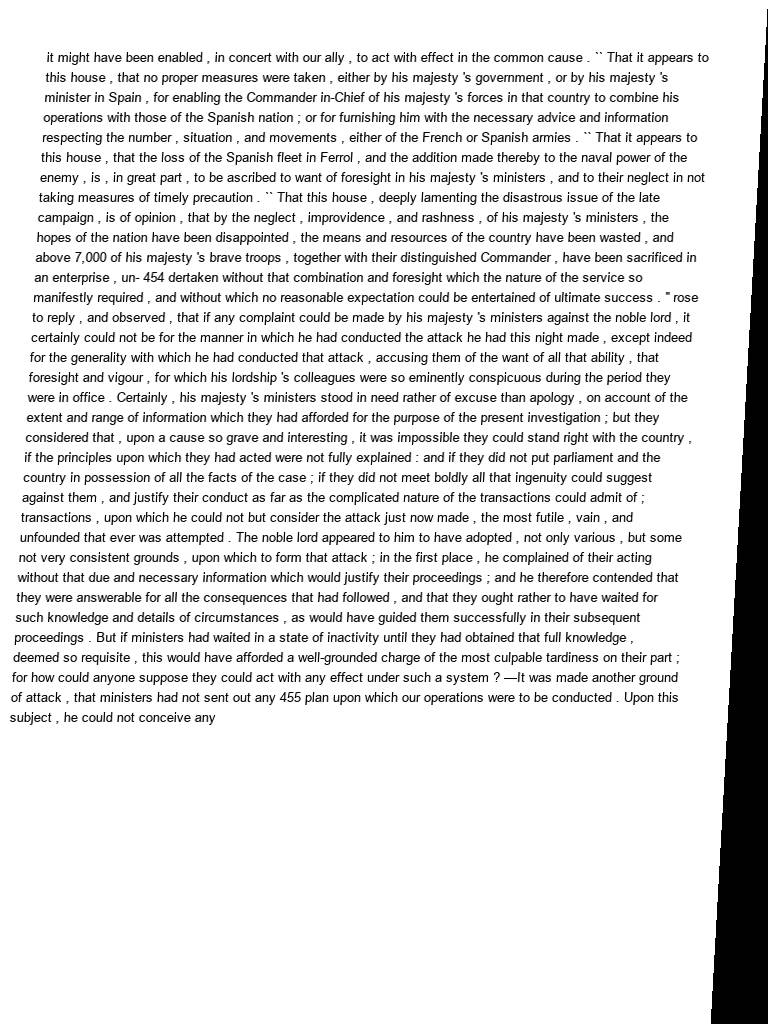 it might have been enabled , in concert with our ally , to act with effect in the common cause . `` That it appears to
this house , that no proper measures were taken , either by his majesty 's government , or by his majesty 's
minister in Spain , for enabling the Commander in-Chief of his majesty 's forces in that country to combine his
operations with those of the Spanish nation ; or for furnishing him with the necessary advice and information
respecting the number , situation , and movements , either of the French or Spanish armies . `` That it appears to
this house , that the loss of the Spanish fleet in Ferrol , and the addition made thereby to the naval power of the
enemy , is , in great part , to be ascribed to want of foresight in his majesty 's ministers , and to their neglect in not
taking measures of timely precaution . `` That this house , deeply lamenting the disastrous issue of the late
campaign , is of opinion , that by the neglect , improvidence , and rashness , of his majesty 's ministers , the
hopes of the nation have been disappointed , the means and resources of the country have been wasted , and
above 7,000 of his majesty 's brave troops , together with their distinguished Commander , have been sacrificed in
an enterprise , un- 454 dertaken without that combination and foresight which the nature of the service so
manifestly required , and without which no reasonable expectation could be entertained of ultimate success . '' rose
to reply , and observed , that if any complaint could be made by his majesty 's ministers against the noble lord , it
certainly could not be for the manner in which he had conducted the attack he had this night made , except indeed
for the generality with which he had conducted that attack , accusing them of the want of all that ability , that
foresight and vigour , for which his lordship 's colleagues were so eminently conspicuous during the period they
were in office . Certainly , his majesty 's ministers stood in need rather of excuse than apology , on account of the
extent and range of information which they had afforded for the purpose of the present investigation ; but they
considered that , upon a cause so grave and interesting , it was impossible they could stand right with the country ,
if the principles upon which they had acted were not fully explained : and if they did not put parliament and the
country in possession of all the facts of the case ; if they did not meet boldly all that ingenuity could suggest
against them , and justify their conduct as far as the complicated nature of the transactions could admit of ;
transactions , upon which he could not but consider the attack just now made , the most futile , vain , and
unfounded that ever was attempted . The noble lord appeared to him to have adopted , not only various , but some
not very consistent grounds , upon which to form that attack ; in the first place , he complained of their acting
without that due and necessary information which would justify their proceedings ; and he therefore contended that
they were answerable for all the consequences that had followed , and that they ought rather to have waited for
such knowledge and details of circumstances , as would have guided them successfully in their subsequent
proceedings . But if ministers had waited in a state of inactivity until they had obtained that full knowledge ,
deemed so requisite , this would have afforded a well-grounded charge of the most culpable tardiness on their part ;
for how could anyone suppose they could act with any effect under such a system ? —It was made another ground
of attack , that ministers had not sent out any 455 plan upon which our operations were to be conducted . Upon this
subject , he could not conceive any